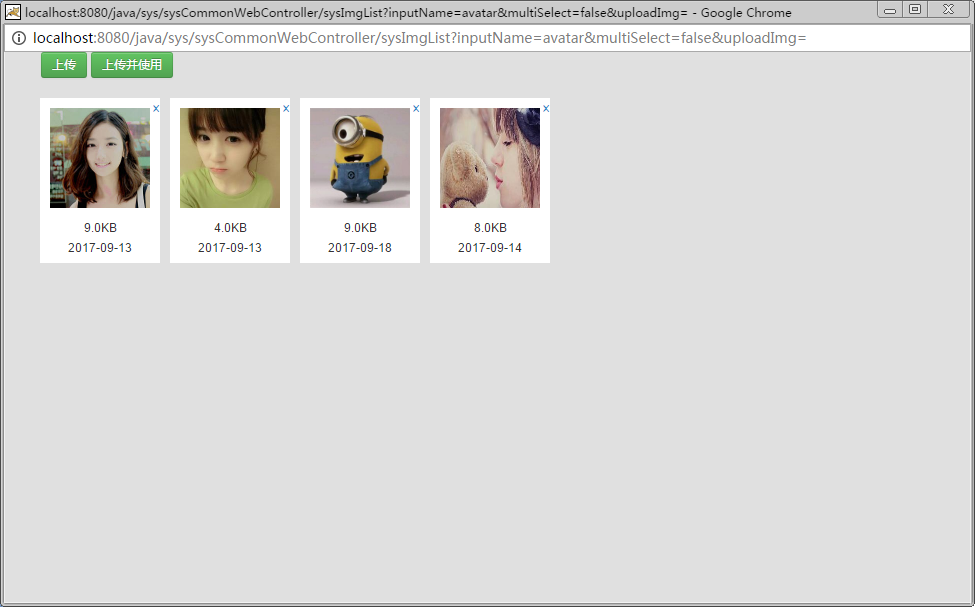 localhost:8080/java/sys/sysCommonWebController/sysImgList?inputName=avatar&multiSelect=false&uploadImg= - Google Chrome
localhost:8080/java/sys/sysCommonWebController/sysImgList?inputName=avatar&multiSelect=false&uploadImg=
上传 上传并使用
x x x x
9.0KB 4.0KB 9.0KB 8.0KB
2017-09-13 2017-09-13 2017-09-18 2017-09-14